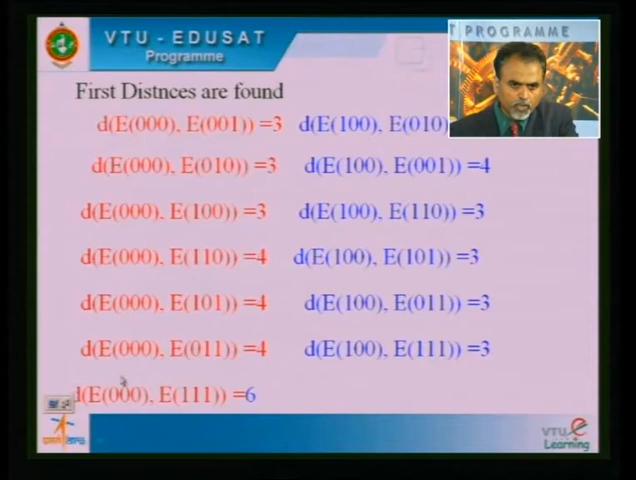 VTU - EDUSAT
Programme
T PROGRAMME
First Distnces are found
d(E(000), E(001)) =3 d(E(100), E(010)
d(E(000), E(010)) =3 d(E(100), E(001)) =4
d(E(000), E(100)) =3 d(E(100), E(110)) =3
d(E(000), E(110)) =4 d(E(100), E(101)) =3
d(E(000), E(101)) =4 d(E(100), E(011)) =3
d(E(000), E(011)) =4 d(E(100), E(111)) =3
d(E(000), E(111)) =6
VTU e
Learning